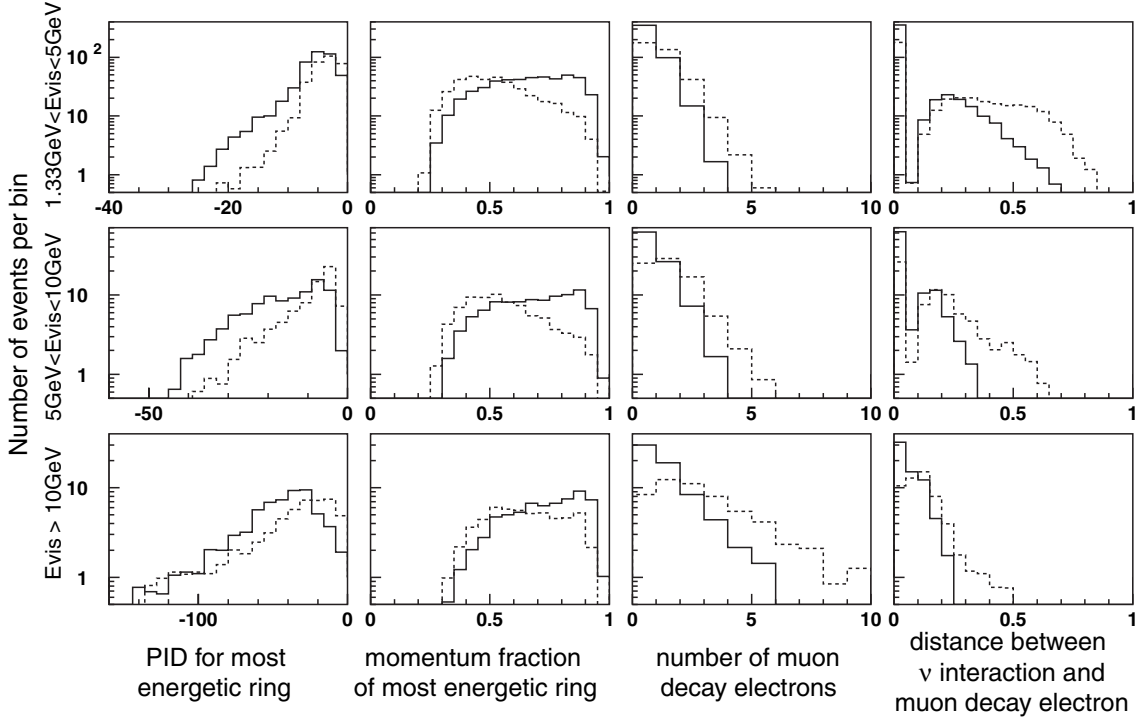 Number of events per bin
1.33GeV<Evis<5GeV
10 2
10
1
-40 -20 0
0 0.5 1
0 5 10
0 0.5 1
5GeV<Evis<10GeV
10
1
-50 0
0 0.5 1
0 5 10
0 0.5 1
Evis > 10GeV
10
1
-100 0
0 0.5 1
0 5 10
0 0.5 1
PID for most
energetic ring
momentum fraction
of most energetic ring
number of muon
decay electrons
distance between
ν interaction and
muon decay electron